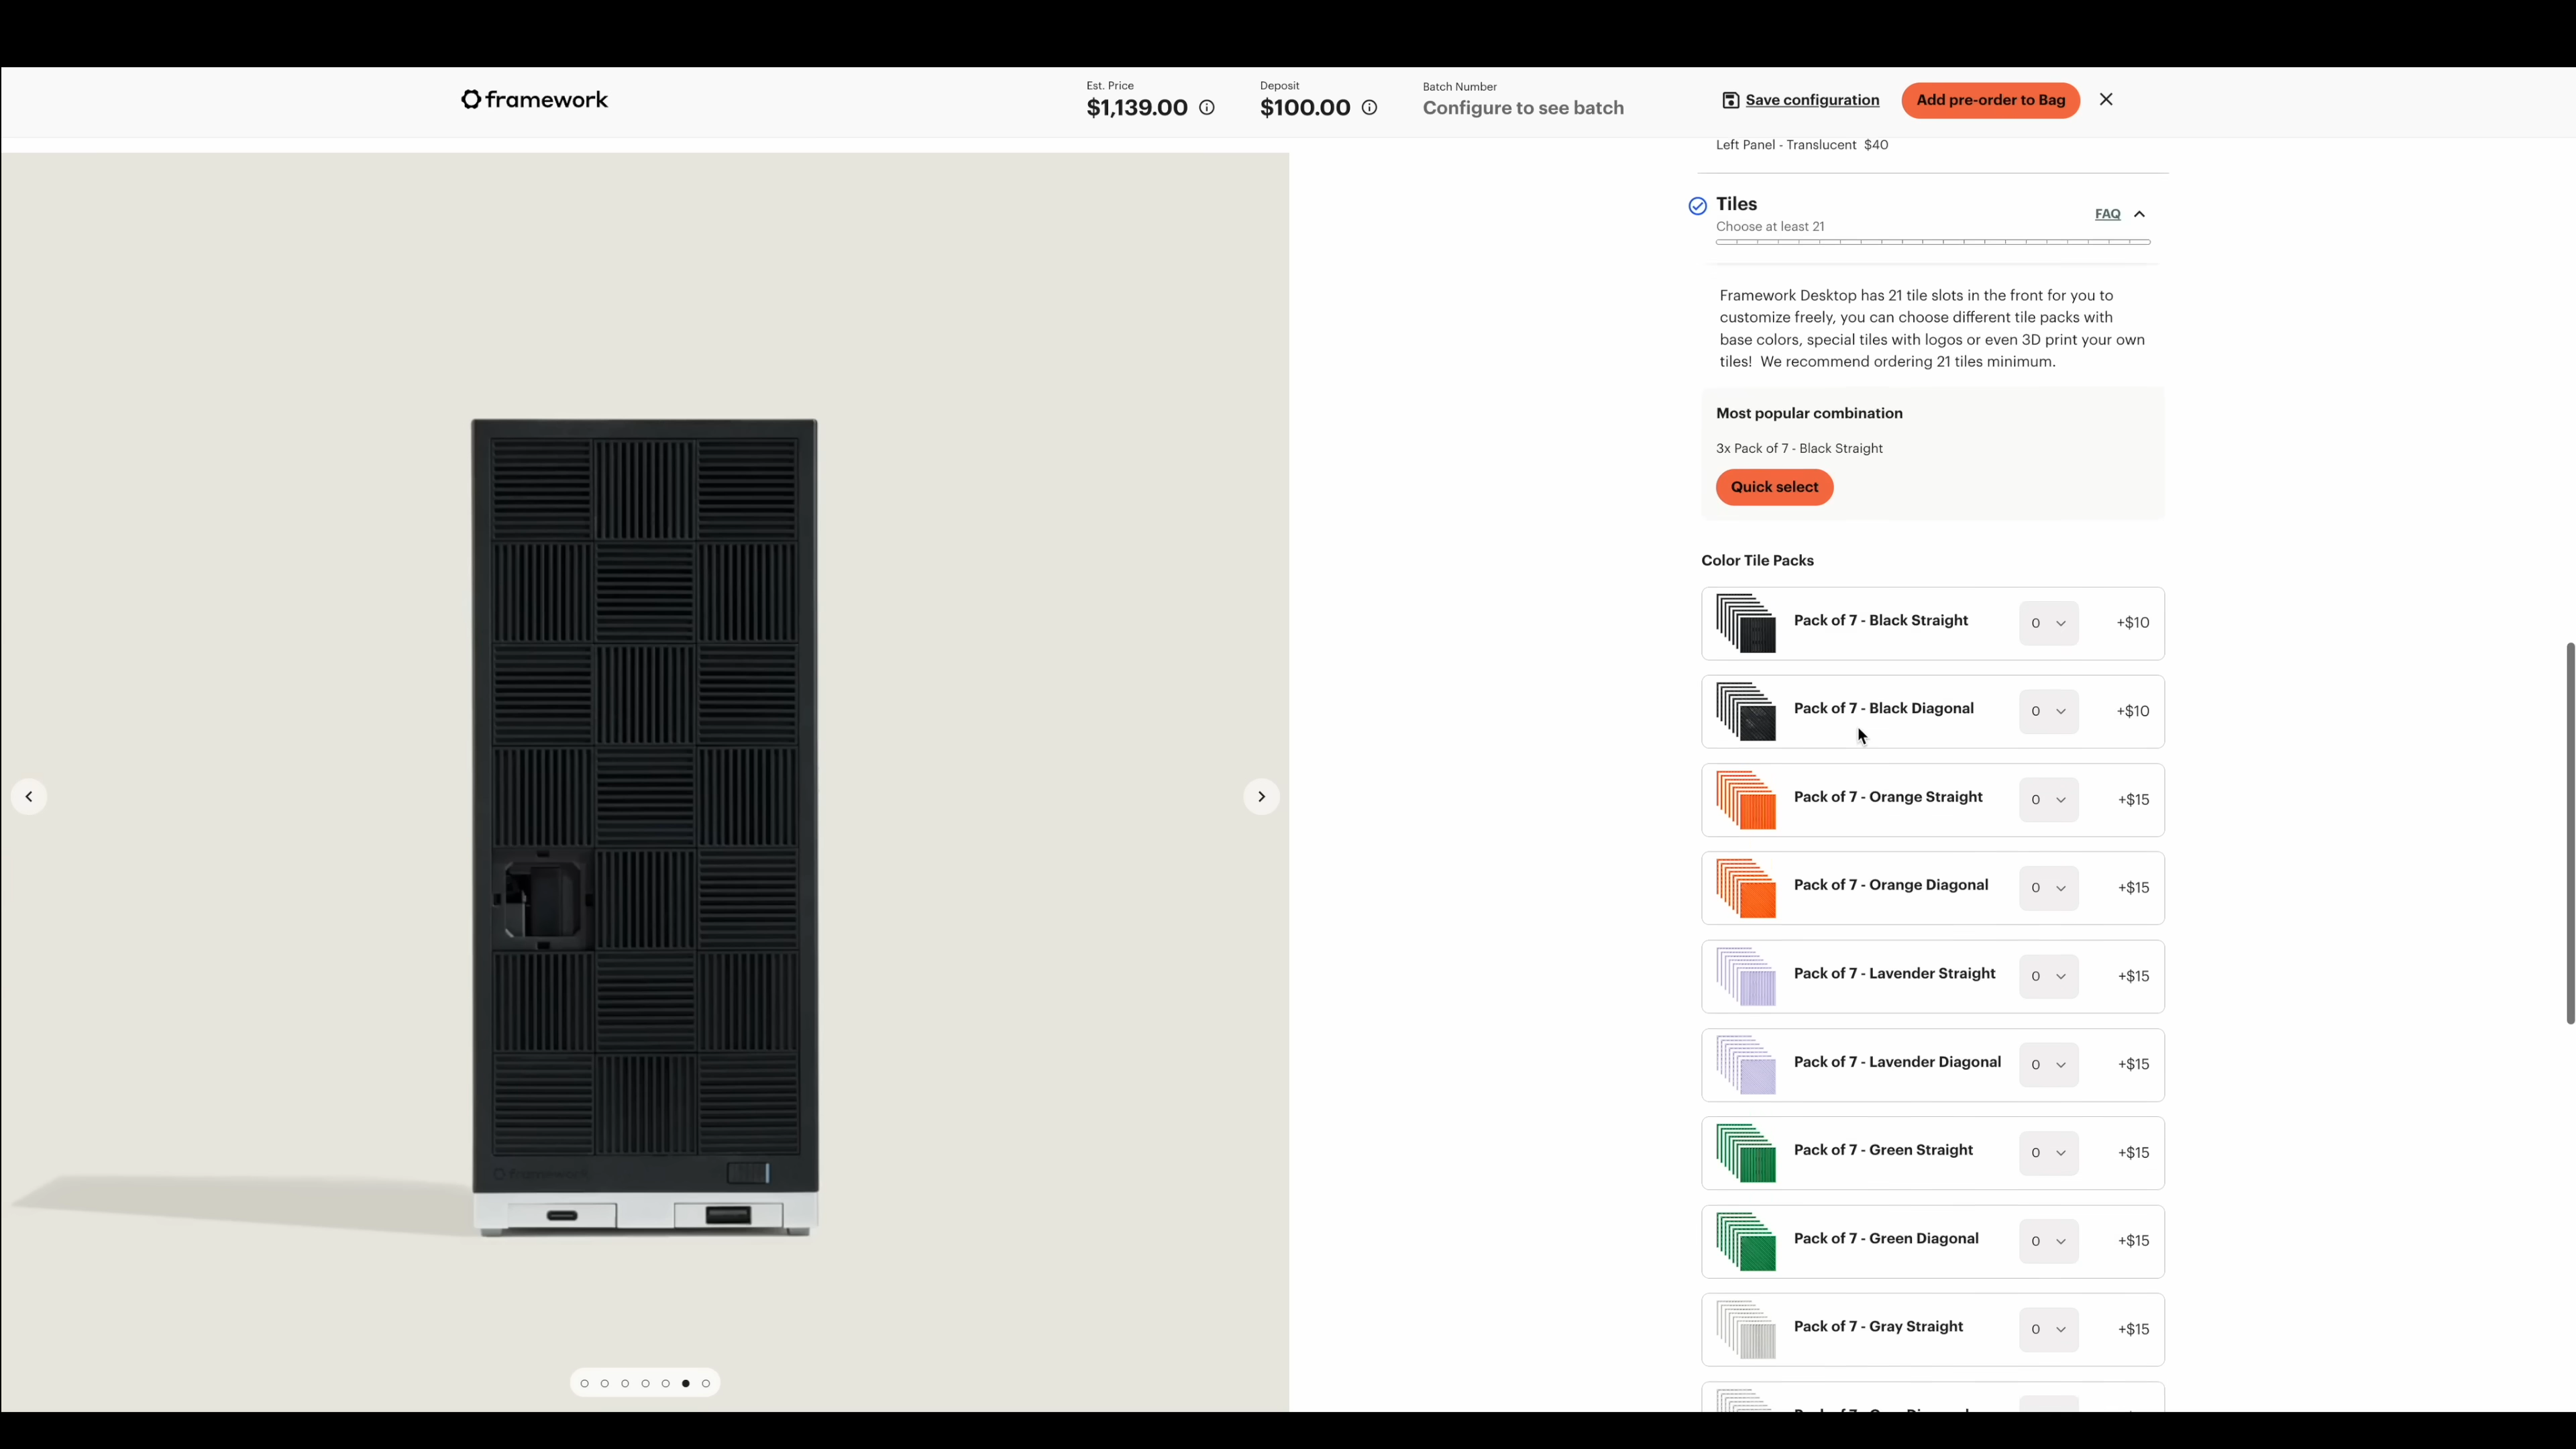 framework
Est. Price
$1,139.00
Deposit
$100.00
Batch Number
Configure to see batch
Save configuration
Add pre-order to Bag
Left Panel - Translucent $40
Tiles
Choose at least 21
FAQ
Framework Desktop has 21 tile slots in the front for you to
customize freely, you can choose different tile packs with
base colors, special tiles with logos or even 3D print your own
tiles! We recommend ordering 21 tiles minimum.
Most popular combination
3x Pack of 7 - Black Straight
Quick select
Color Tile Packs
Pack of 7 - Black Straight 0 +$10
Pack of 7 - Black Diagonal 0 +$10
Pack of 7 - Orange Straight 0 +$15
Pack of 7 - Orange Diagonal 0 +$15
Pack of 7 - Lavender Straight 0 +$15
Pack of 7 - Lavender Diagonal 0 +$15
Pack of 7 - Green Straight 0 +$15
Pack of 7 - Green Diagonal 0 +$15
Pack of 7 - Gray Straight 0 +$15
framework